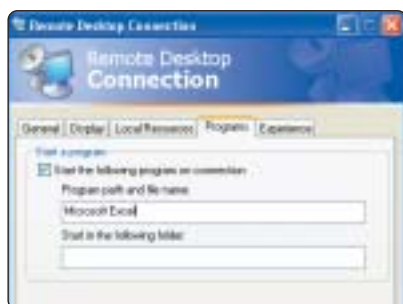 Remote Desktop Connection
Remote Desktop
Connection
General Display Local Resources Programs Experience
Start a program
Start the following program on connection
Program path and file name:
Microsoft Excel
Start in the following folder: